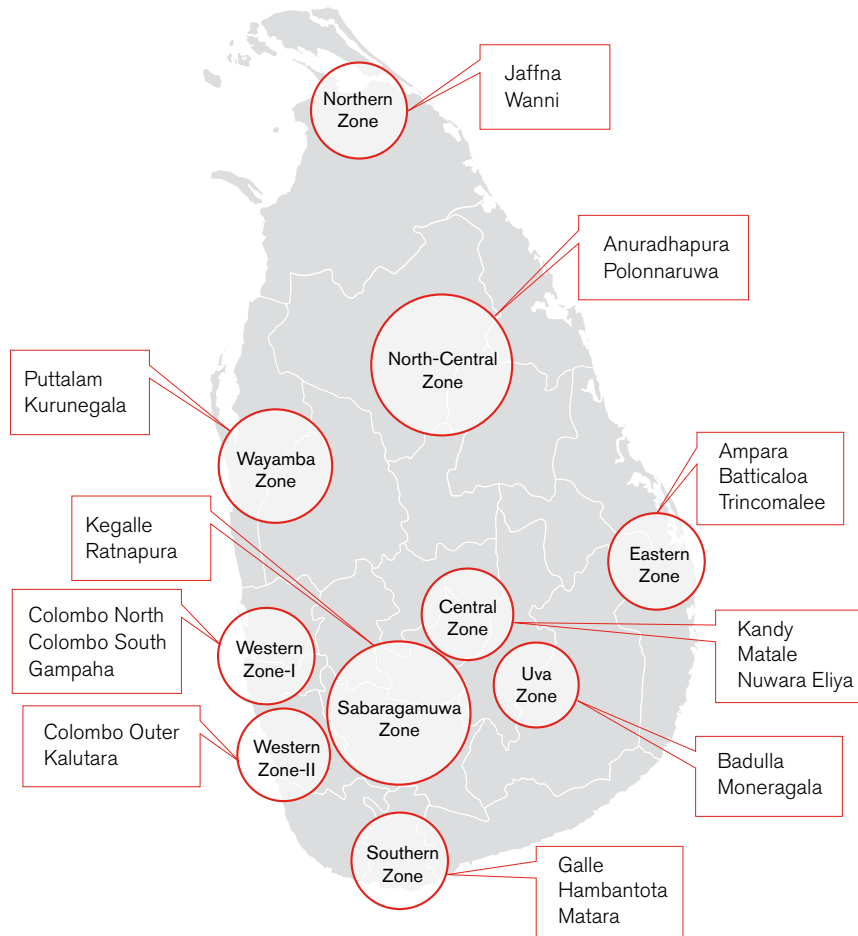 Northern
Zone
Jaffna
Wanni
Anuradhapura
Polonnaruwa
North-Central
Zone
Puttalam
Kurunegala
Wayamba
Zone
Ampara
Batticaloa
Trincomalee
Eastern
Zone
Kegalle
Ratnapura
Central
Zone
Kandy
Matale
Nuwara Eliya
Colombo North
Colombo South
Gampaha
Western
Zone-I
Uva
Zone
Sabaragamuwa
Zone
Colombo Outer
Kalutara
Western
Zone-II
Badulla
Moneragala
Southern
Zone
Galle
Hambantota
Matara